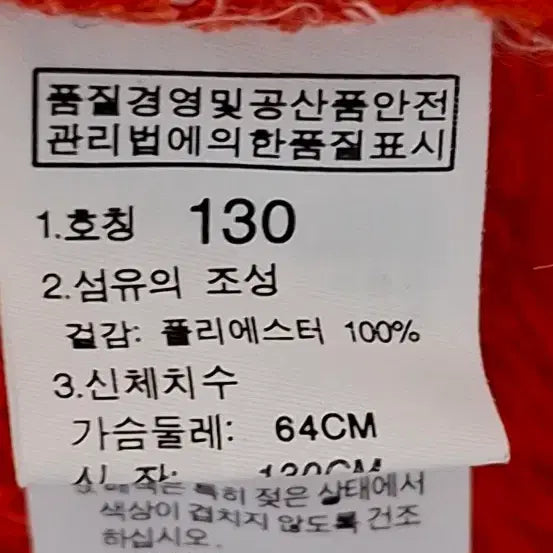 품질경영및공산품안전
관리법에의한품질표시
1.호칭 130
2.섬유의 조성
겉감: 폴리에스터 100%
3.신체치수
가슴둘레: 64CM
특히 젖은 상태에서
색상이 겹치지 않도록 건조
하십시오.